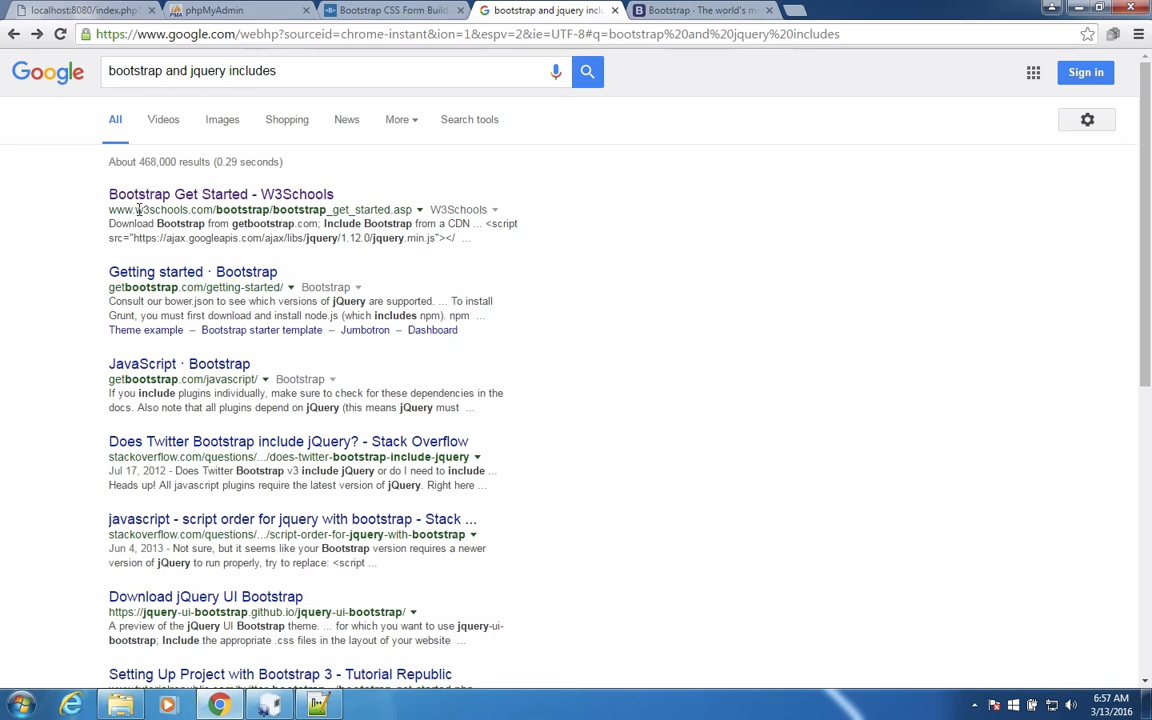 localhost:8080/index.php
phpMyAdmin
Bootstrap CSS Form Build
bootstrap and jquery incl
Bootstrap · The world's m
https://www.google.com/webhp?sourceid=chrome-instant&ion=1&espv=2&ie=UTF-8#q=bootstrap%20and%20jquery%20includes
Google
bootstrap and jquery includes
Sign in
All
Videos
Images
Shopping
News
More
Search tools
About 468,000 results (0.29 seconds)
Bootstrap Get Started - W3Schools
www.w3schools.com/bootstrap/bootstrap_get_started.asp W3Schools
Download Bootstrap from getbootstrap.com; Include Bootstrap from a CDN ... <script
src="https://ajax.googleapis.com/ajax/libs/jquery/1.12.0/jquery.min.js"></ ...
Getting started · Bootstrap
getbootstrap.com/getting-started/ Bootstrap
Consult our bower.json to see which versions of jQuery are supported. ... To install
Grunt, you must first download and install node.js (which includes npm). npm ...
Theme example – Bootstrap starter template – Jumbotron – Dashboard
JavaScript · Bootstrap
getbootstrap.com/javascript/ Bootstrap
If you include plugins individually, make sure to check for these dependencies in the
docs. Also note that all plugins depend on jQuery (this means jQuery must ...
Does Twitter Bootstrap include jQuery? - Stack Overflow
stackoverflow.com/questions/.../does-twitter-bootstrap-include-jquery
Jul 17, 2012 - Does Twitter Bootstrap v3 include jQuery or do I need to include ...
Heads up! All javascript plugins require the latest version of jQuery. Right here ...
javascript - script order for jquery with bootstrap - Stack ...
stackoverflow.com/questions/.../script-order-for-jquery-with-bootstrap
Jun 4, 2013 - Not sure, but it seems like your Bootstrap version requires a newer
version of jQuery to run properly, try to replace: <script ...
Download jQuery UI Bootstrap
https://jquery-ui-bootstrap.github.io/jquery-ui-bootstrap/
A preview of the jQuery UI Bootstrap theme. ... for which you want to use jquery-ui-
bootstrap; Include the appropriate .css files in the layout of your website ...
Setting Up Project with Bootstrap 3 - Tutorial Republic
6:57 AM
3/13/2016